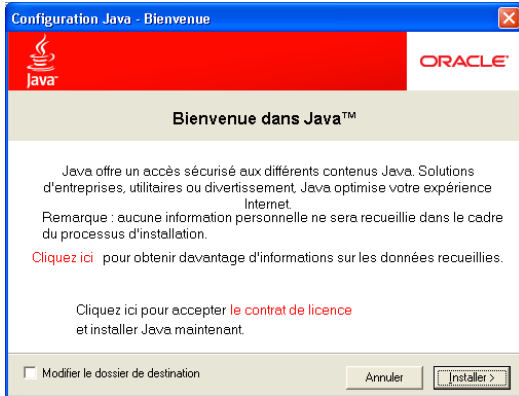 Configuration Java - Bienvenue
Java
ORACLE
Bienvenue dans Java™
Java offre un accès sécurisé aux différents contenus Java. Solutions
d'entreprises, utilitaires ou divertissement, Java optimise votre expérience
Internet.
Remarque : aucune information personnelle ne sera recueillie dans le cadre
du processus d'installation.
Cliquez ici pour obtenir davantage d'informations sur les données recueillies.
Cliquez ici pour accepter le contrat de licence
et installer Java maintenant.
Modifier le dossier de destination
Annuler
Installer >